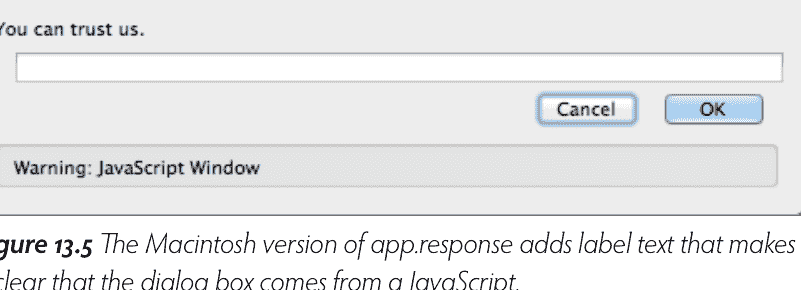 You can trust us.
Cancel OK
Warning: JavaScript Window
gure 13.5 The Macintosh version of app.response adds label text that makes
clear that the dialog box comes from a JavaScript.